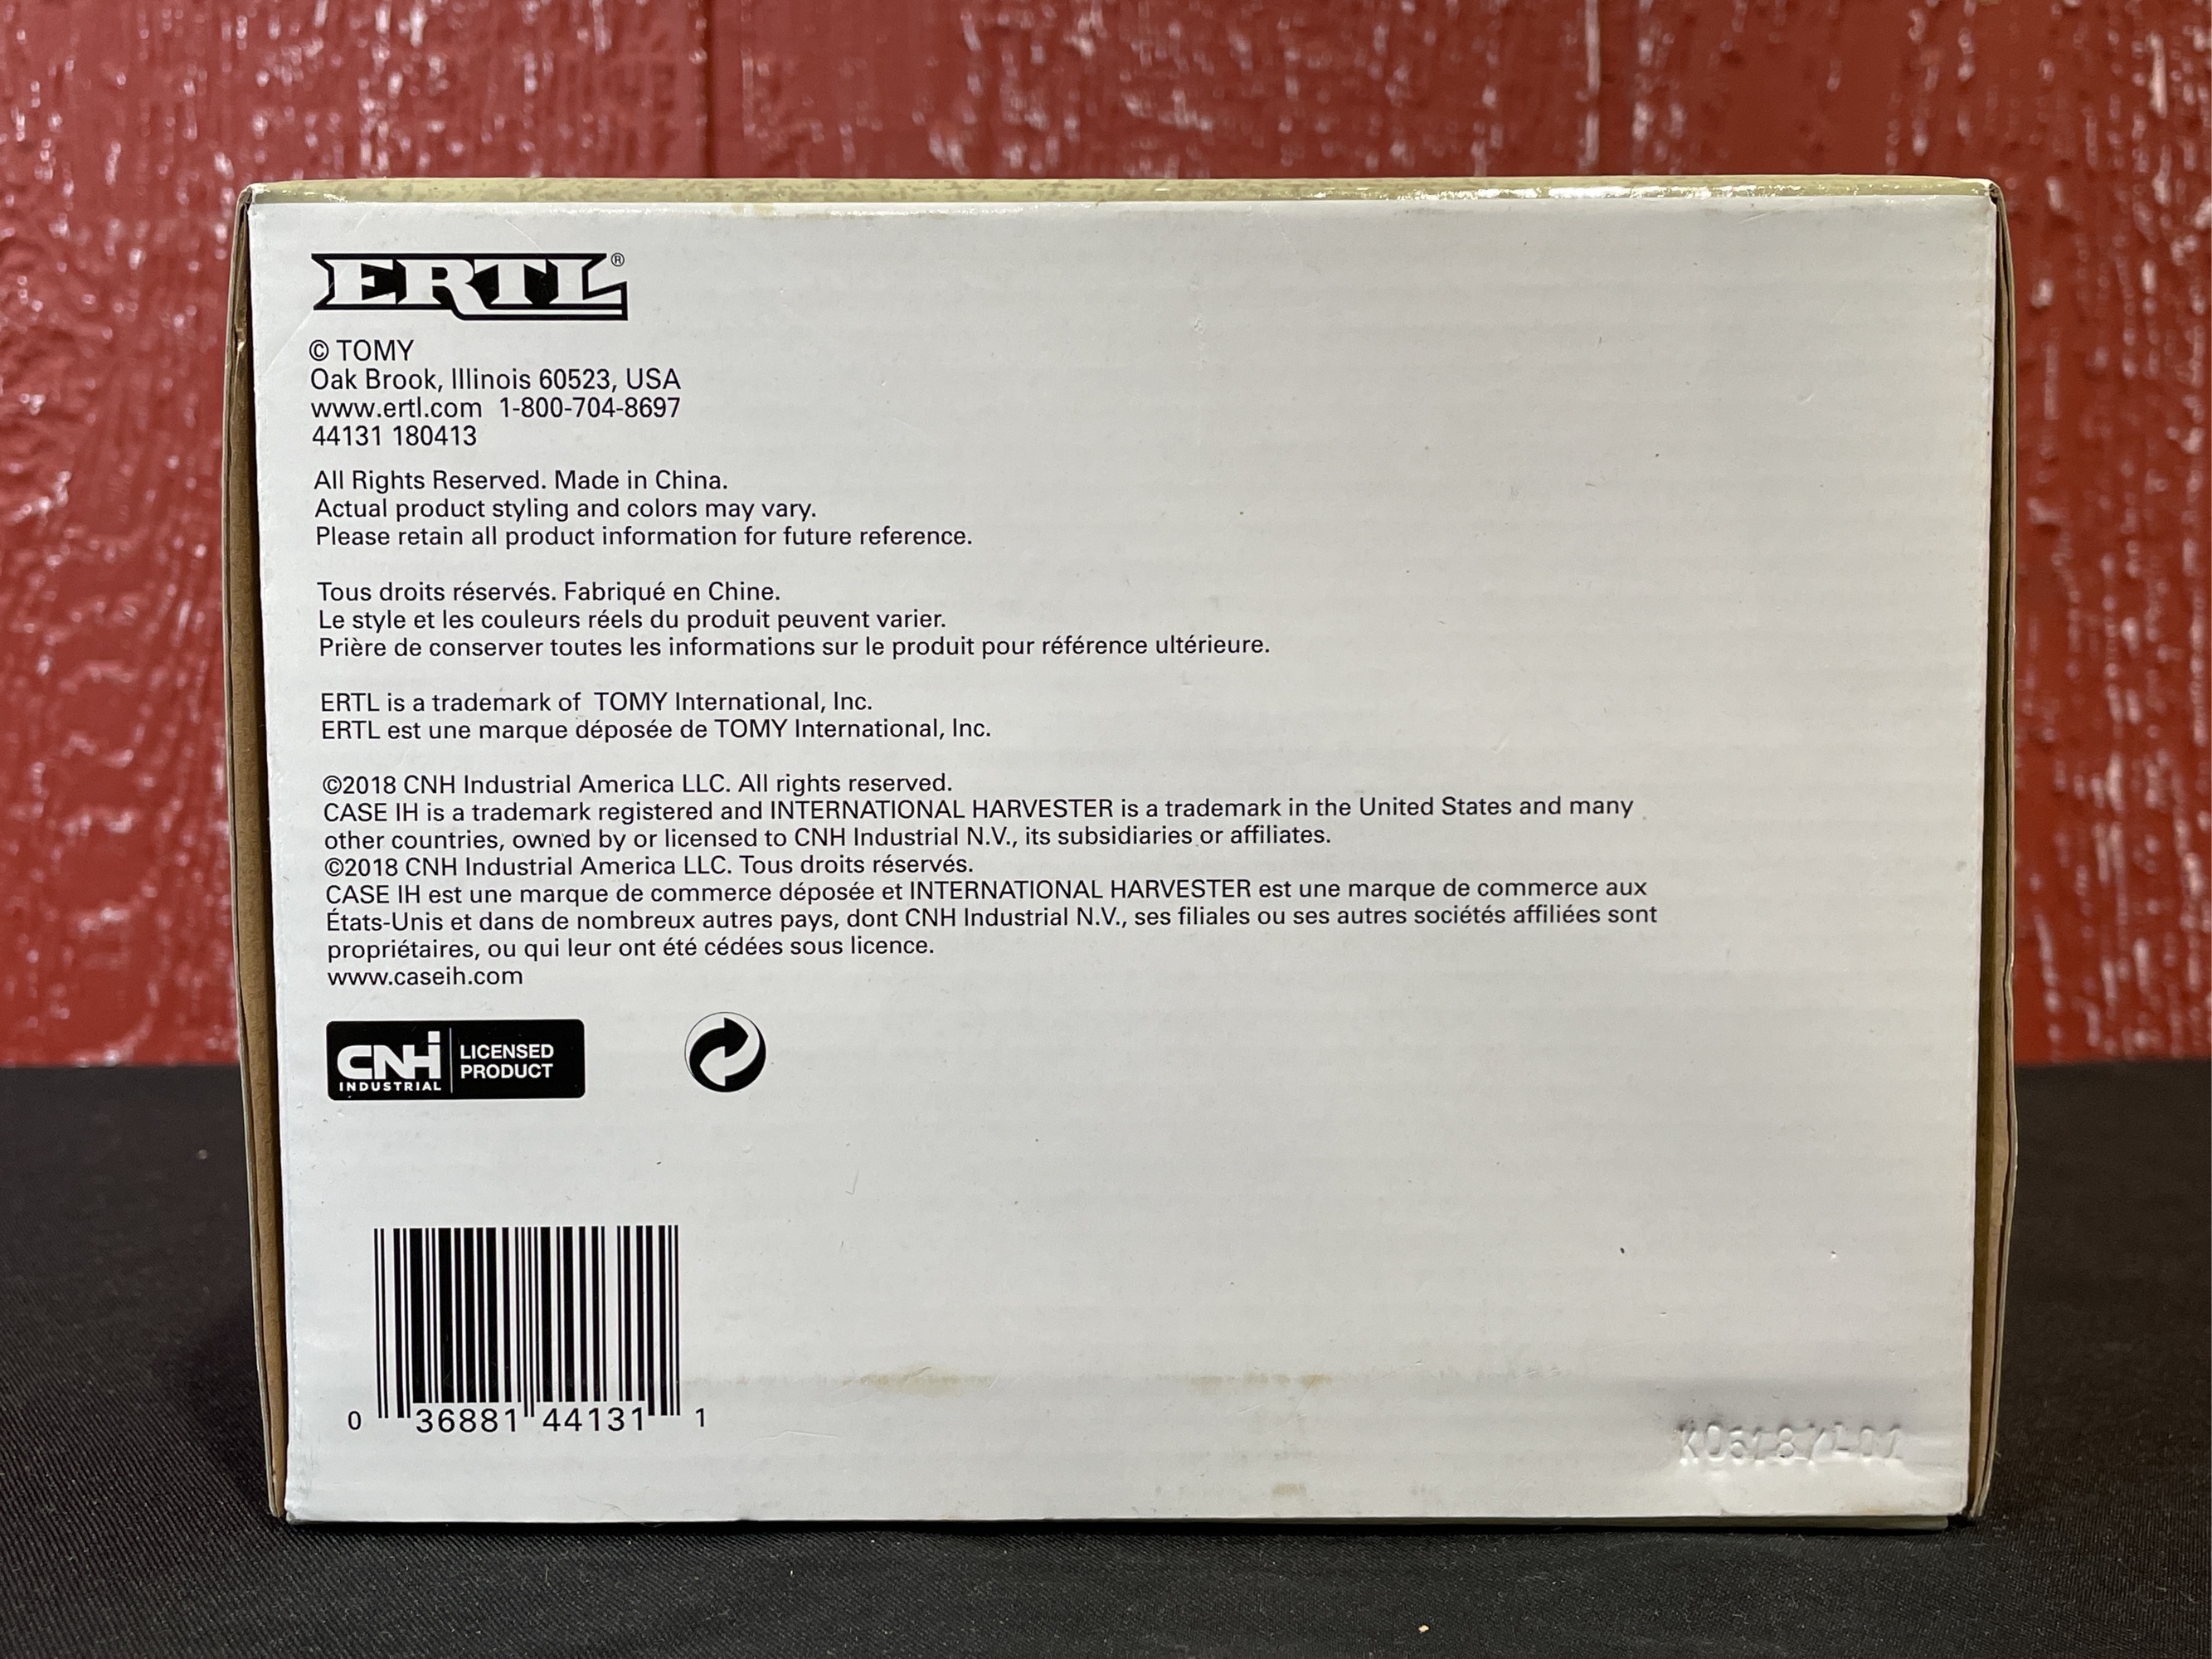 ERTL®
© TOMY
Oak Brook, Illinois 60523, USA
www.ertl.com 1-800-704-8697
44131 180413
All Rights Reserved. Made in China.
Actual product styling and colors may vary.
Please retain all product information for future reference.
Tous droits réservés. Fabriqué en Chine.
Le style et les couleurs réels du produit peuvent varier.
Prière de conserver toutes les informations sur le produit pour référence ultérieure.
ERTL is a trademark of TOMY International, Inc.
ERTL est une marque déposée de TOMY International, Inc.
©2018 CNH Industrial America LLC. All rights reserved.
CASE IH is a trademark registered and INTERNATIONAL HARVESTER is a trademark in the United States and many
other countries, owned by or licensed to CNH Industrial N.V., its subsidiaries or affiliates.
©2018 CNH Industrial America LLC. Tous droits réservés.
CASE IH est une marque de commerce déposée et INTERNATIONAL HARVESTER est une marque de commerce aux
États-Unis et dans de nombreux autres pays, dont CNH Industrial N.V., ses filiales ou ses autres sociétés affiliées sont
propriétaires, ou qui leur ont été cédées sous licence.
www.caseih.com
CNH INDUSTRIAL LICENSED PRODUCT
0 36881 44131 1